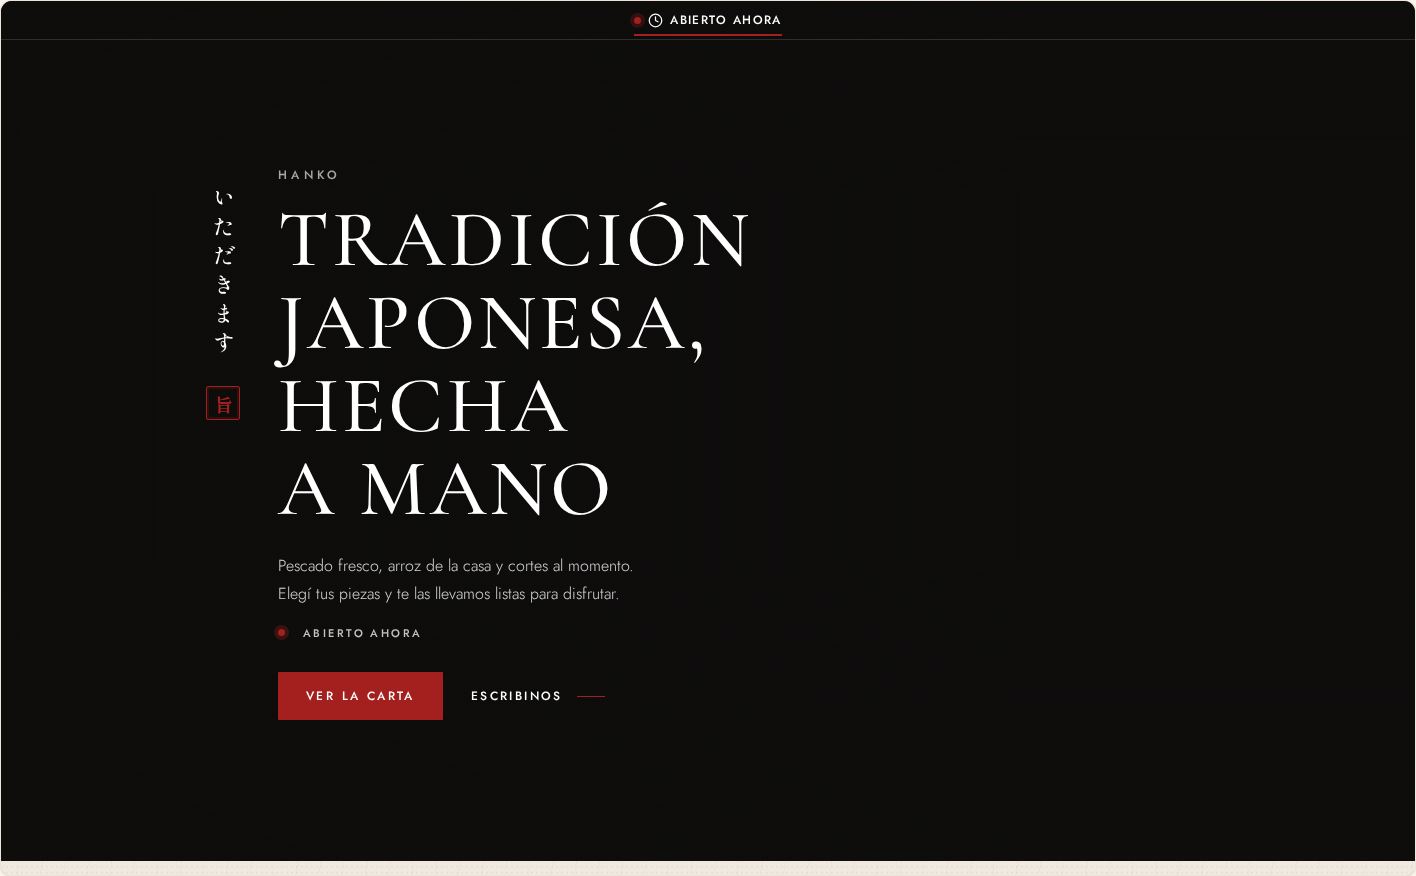 ABIERTO AHORA
HANKO
いただきます
旨
TRADICIÓN
JAPONESA,
HECHA
A MANO
Pescado fresco, arroz de la casa y cortes al momento.
Elegí tus piezas y te las llevamos listas para disfrutar.
ABIERTO AHORA
VER LA CARTA
ESCRIBINOS